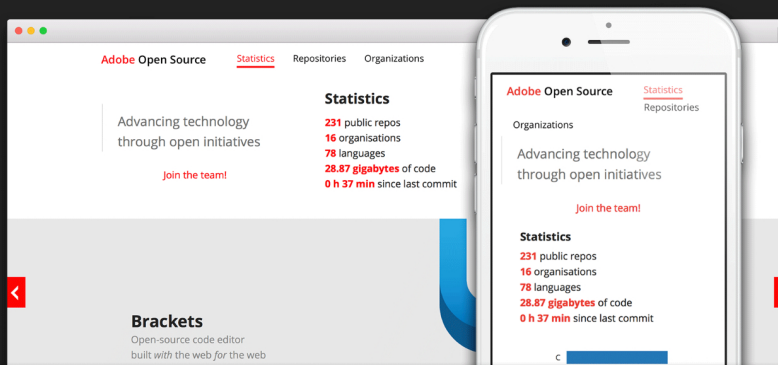 Adobe Open Source
Statistics Repositories Organizations
Advancing technology
through open initiatives
Join the team!
Statistics
231 public repos
16 organisations
78 languages
28.87 gigabytes of code
0 h 37 min since last commit
Brackets
Open-source code editor
built with the web for the web
Adobe Open Source
Statistics
Repositories
Organizations
Advancing technology
through open initiatives
Join the team!
Statistics
231 public repos
16 organisations
78 languages
28.87 gigabytes of code
0 h 37 min since last commit
C